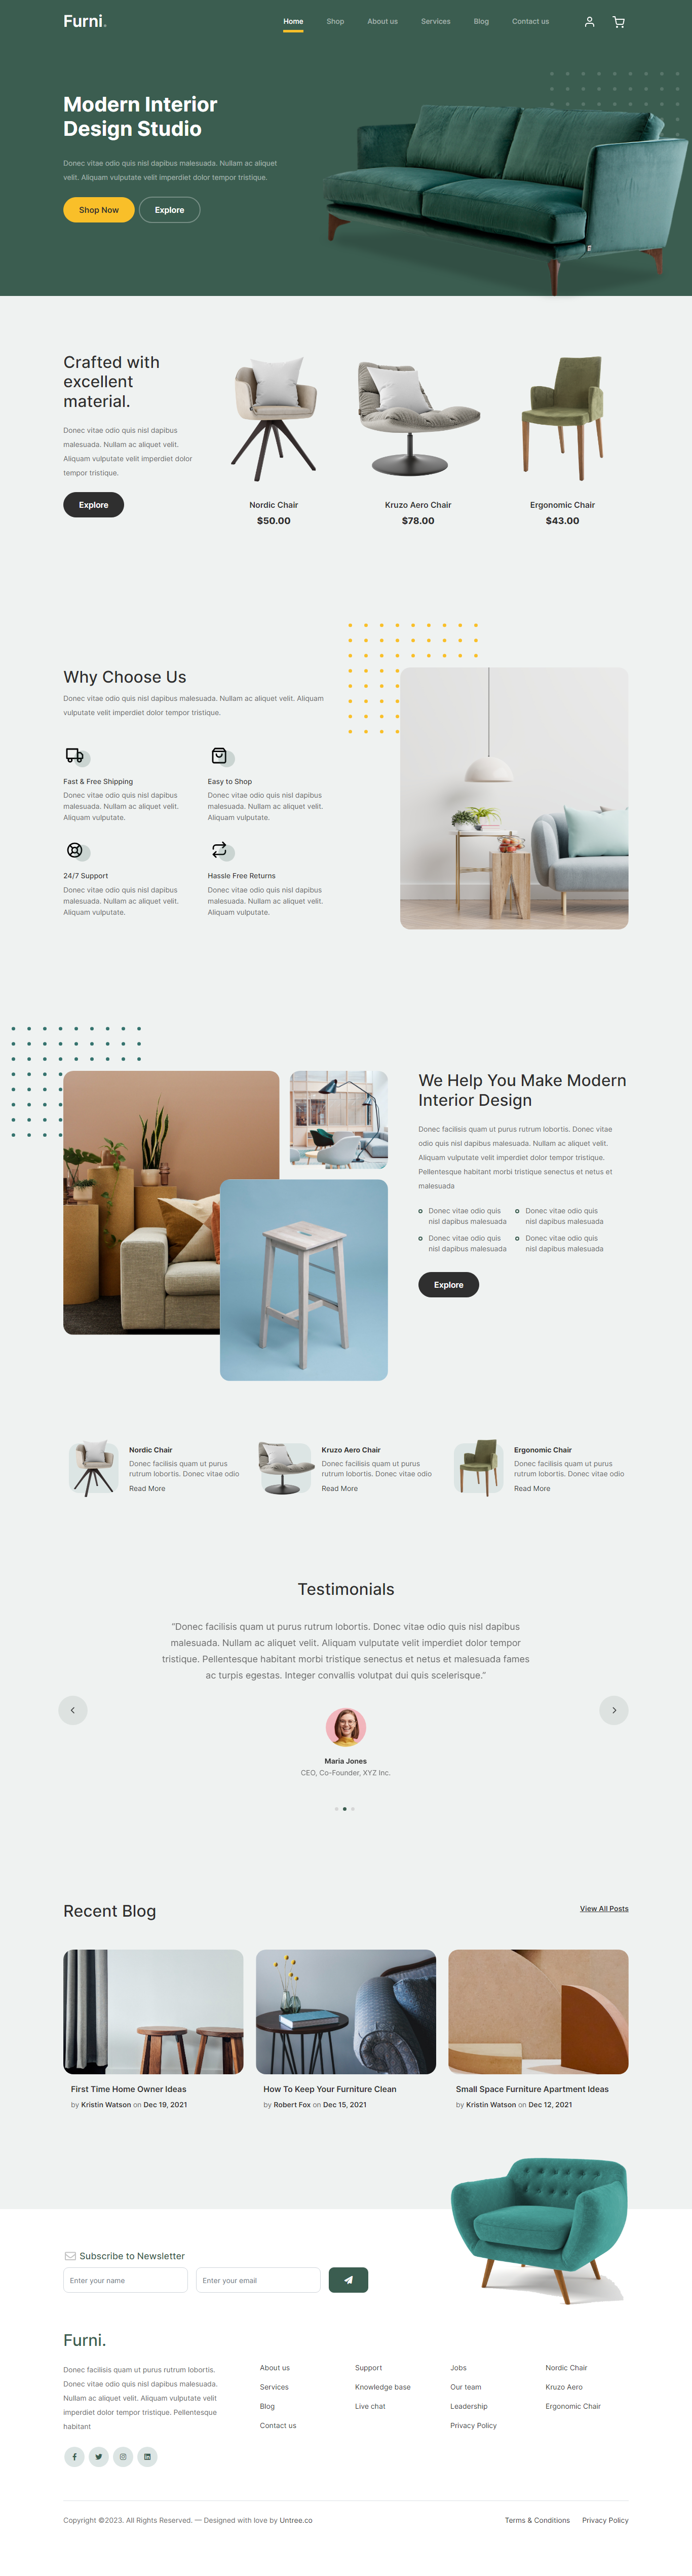 Furni.
Home
Shop
About us
Services
Blog
Contact us
Modern Interior
Design Studio
Donec vitae odio quis nisl dapibus malesuada. Nullam ac aliquet
velit. Aliquam vulputate velit imperdiet dolor tempor tristique.
Shop Now
Explore
Crafted with
excellent
material.
Donec vitae odio quis nisl dapibus
malesuada. Nullam ac aliquet velit.
Aliquam vulputate velit imperdiet dolor
tempor tristique.
Explore
Nordic Chair
$50.00
Kruzo Aero Chair
$78.00
Ergonomic Chair
$43.00
Why Choose Us
Donec vitae odio quis nisl dapibus malesuada. Nullam ac aliquet velit. Aliquam
vulputate velit imperdiet dolor tempor tristique.
Fast & Free Shipping
Donec vitae odio quis nisl dapibus
malesuada. Nullam ac aliquet velit.
Aliquam vulputate.
Easy to Shop
Donec vitae odio quis nisl dapibus
malesuada. Nullam ac aliquet velit.
Aliquam vulputate.
24/7 Support
Donec vitae odio quis nisl dapibus
malesuada. Nullam ac aliquet velit.
Aliquam vulputate.
Hassle Free Returns
Donec vitae odio quis nisl dapibus
malesuada. Nullam ac aliquet velit.
Aliquam vulputate.
We Help You Make Modern
Interior Design
Donec facilisis quam ut purus rutrum lobortis. Donec vitae
odio quis nisl dapibus malesuada. Nullam ac aliquet velit.
Aliquam vulputate velit imperdiet dolor tempor tristique.
Pellentesque habitant morbi tristique senectus et netus et
malesuada
Donec vitae odio quis
nisl dapibus malesuada
Donec vitae odio quis
nisl dapibus malesuada
Donec vitae odio quis
nisl dapibus malesuada
Donec vitae odio quis
nisl dapibus malesuada
Explore
Nordic Chair
Donec facilisis quam ut purus
rutrum lobortis. Donec vitae odio
Read More
Kruzo Aero Chair
Donec facilisis quam ut purus
rutrum lobortis. Donec vitae odio
Read More
Ergonomic Chair
Donec facilisis quam ut purus
rutrum lobortis. Donec vitae odio
Read More
Testimonials
“Donec facilisis quam ut purus rutrum lobortis. Donec vitae odio quis nisl dapibus
malesuada. Nullam ac aliquet velit. Aliquam vulputate velit imperdiet dolor tempor
tristique. Pellentesque habitant morbi tristique senectus et netus et malesuada fames
ac turpis egestas. Integer convallis volutpat dui quis scelerisque.”
Maria Jones
CEO, Co-Founder, XYZ Inc.
Recent Blog
View All Posts
First Time Home Owner Ideas
by Kristin Watson on Dec 19, 2021
How To Keep Your Furniture Clean
by Robert Fox on Dec 15, 2021
Small Space Furniture Apartment Ideas
by Kristin Watson on Dec 12, 2021
Subscribe to Newsletter
Enter your name
Enter your email
Furni.
Donec facilisis quam ut purus rutrum lobortis.
Donec vitae odio quis nisl dapibus malesuada.
Nullam ac aliquet velit. Aliquam vulputate velit
imperdiet dolor tempor tristique. Pellentesque
habitant
About us
Services
Blog
Contact us
Support
Knowledge base
Live chat
Jobs
Our team
Leadership
Privacy Policy
Nordic Chair
Kruzo Aero
Ergonomic Chair
Copyright ©2023. All Rights Reserved. — Designed with love by Untree.co
Terms & Conditions
Privacy Policy